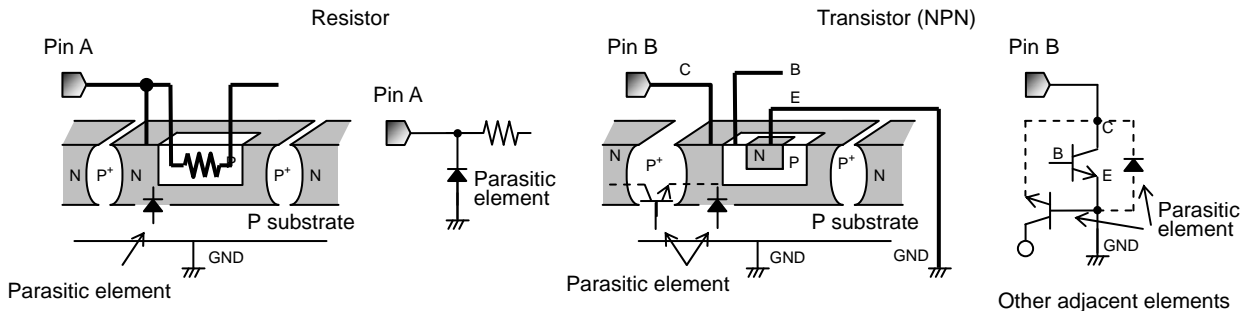 Resistor
Transistor (NPN)
Pin A
Pin B
Pin B
C
B
E
Pin A
C
B
E
N
P+
N
P
P+
N
N
P+
N
P
P+
N
Parasitic
element
P substrate
P substrate
Parasitic
element
GND
GND
GND
GND
Parasitic element
Parasitic element
Other adjacent elements